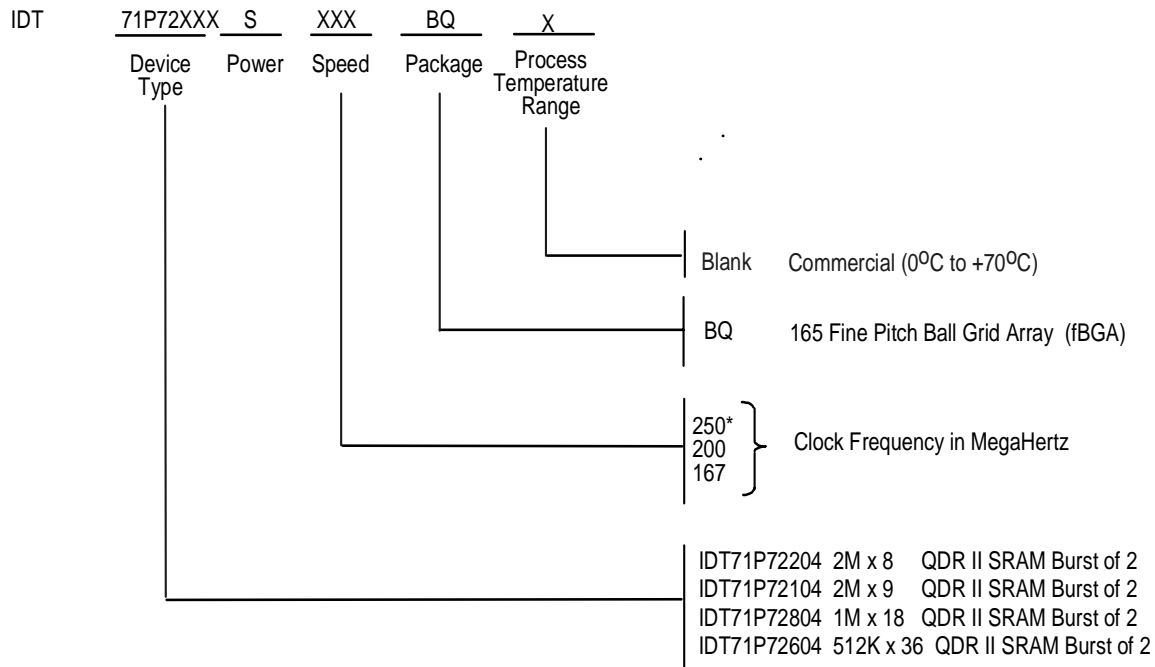 IDT 71P72XXX S XXX BQ X
Device Type Power Speed Package Process Temperature Range
Blank Commercial (0°C to +70°C)
BQ 165 Fine Pitch Ball Grid Array (fBGA)
250*
200
167
Clock Frequency in MegaHertz
IDT71P72204 2M x 8 QDR II SRAM Burst of 2
IDT71P72104 2M x 9 QDR II SRAM Burst of 2
IDT71P72804 1M x 18 QDR II SRAM Burst of 2
IDT71P72604 512K x 36 QDR II SRAM Burst of 2